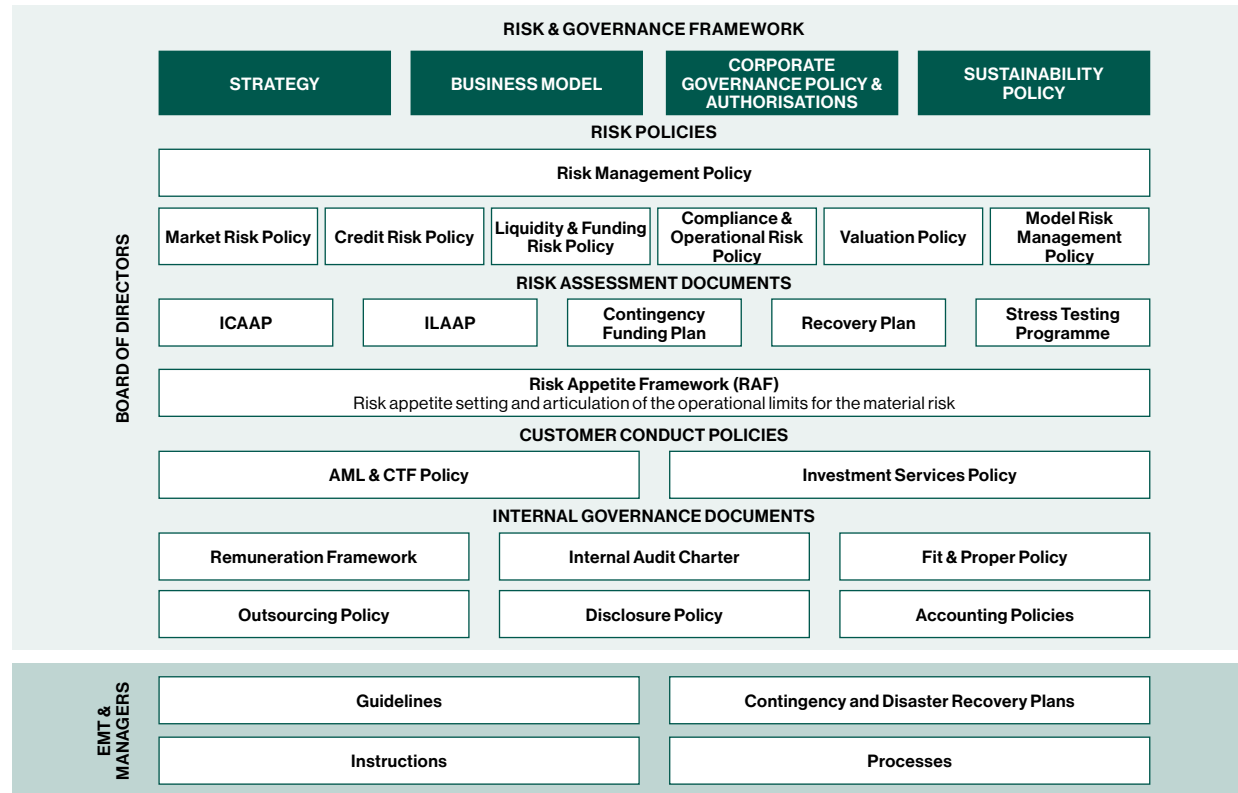 RISK & GOVERNANCE FRAMEWORK
STRATEGY
BUSINESS MODEL
CORPORATE
GOVERNANCE POLICY &
AUTHORISATIONS
SUSTAINABILITY
POLICY
RISK POLICIES
Risk Management Policy
Market Risk Policy
Credit Risk Policy
Liquidity & Funding
Risk Policy
Compliance &
Operational Risk
Policy
Valuation Policy
Model Risk
Management
Policy
RISK ASSESSMENT DOCUMENTS
ICAAP
ILAAP
Contingency
Funding Plan
Recovery Plan
Stress Testing
Programme
Risk Appetite Framework (RAF)
Risk appetite setting and articulation of the operational limits for the material risk
CUSTOMER CONDUCT POLICIES
AML & CTF Policy
Investment Services Policy
INTERNAL GOVERNANCE DOCUMENTS
Remuneration Framework
Internal Audit Charter
Fit & Proper Policy
Outsourcing Policy
Disclosure Policy
Accounting Policies
BOARD OF DIRECTORS
EMT &
MANAGERS
Guidelines
Contingency and Disaster Recovery Plans
Instructions
Processes